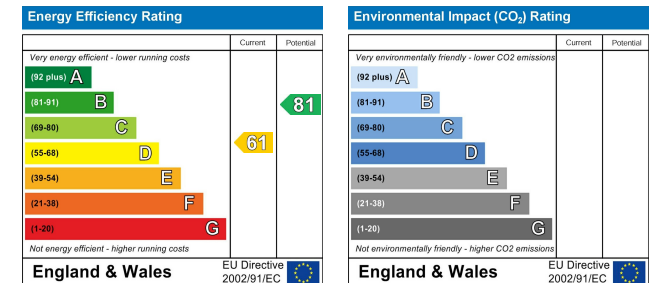 Energy Efficiency Rating
Current Potential
Very energy efficient - lower running costs
(92 plus) A
(81-91) B
(69-80) C
(55-68) D
(39-54) E
(21-38) F
(1-20) G
61
81
Not energy efficient - higher running costs
England & Wales
EU Directive
2002/91/EC
Environmental Impact (CO₂) Rating
Current Potential
Very environmentally friendly - lower CO2 emissions
(92 plus) A
(81-91) B
(69-80) C
(55-68) D
(39-54) E
(21-38) F
(1-20) G
Not environmentally friendly - higher CO2 emissions
England & Wales
EU Directive
2002/91/EC